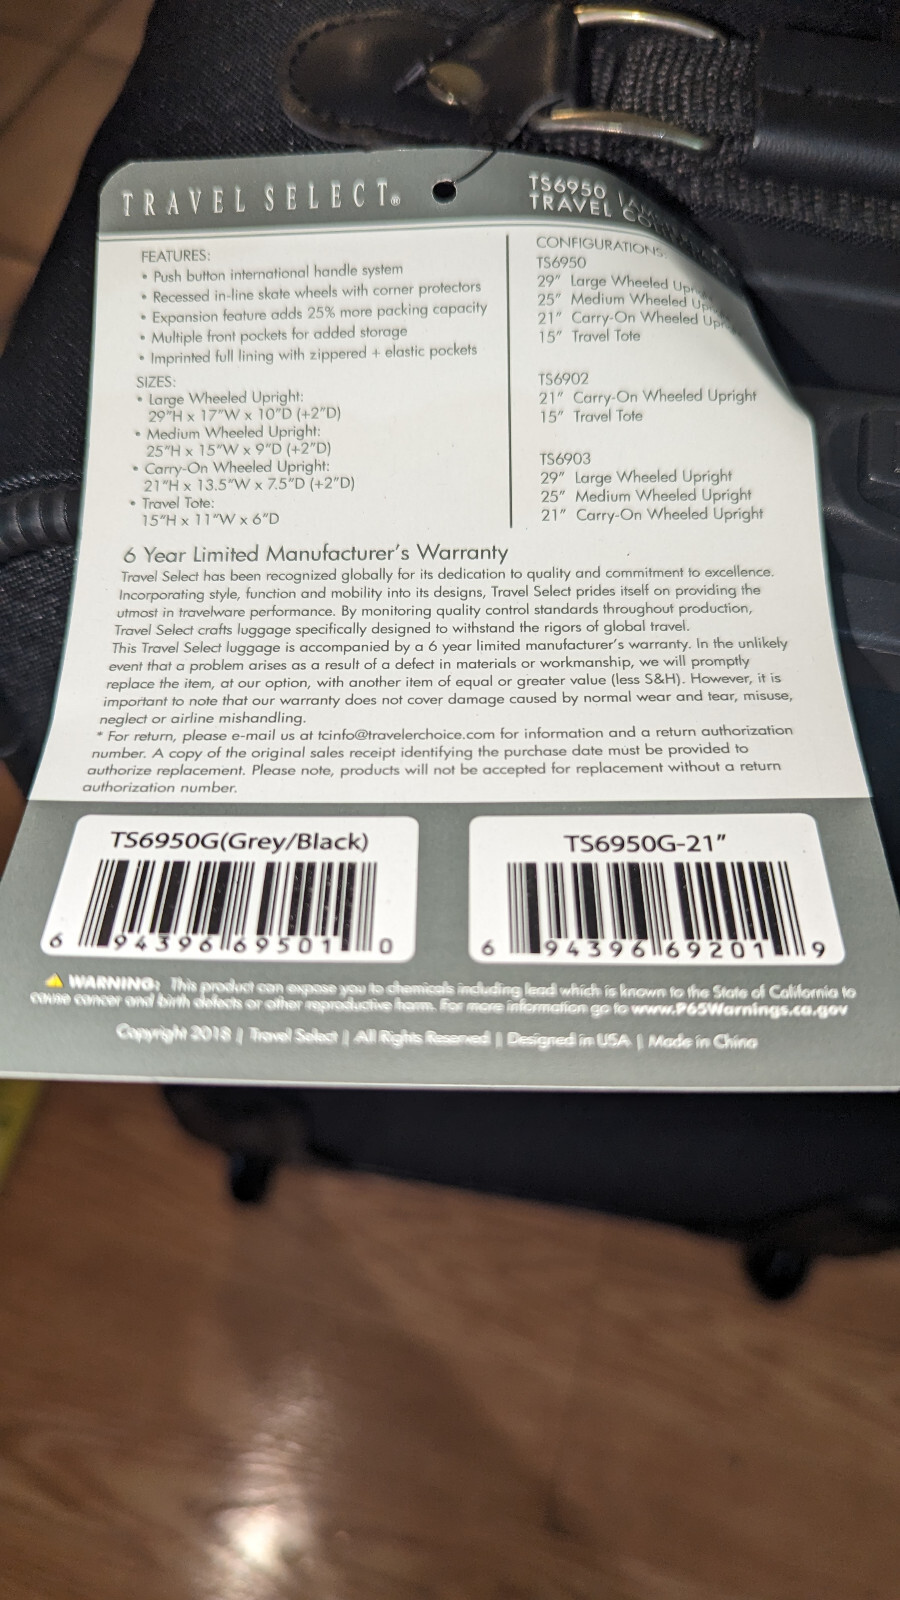 TRAVEL SELECT®
TS6950
TRAVEL
FEATURES:
• Push button international handle system
• Recessed in-line skate wheels with corner protectors
• Expansion feature adds 25% more packing capacity
• Multiple front pockets for added storage
• Imprinted full lining with zippered + elastic pockets
SIZES:
• Large Wheeled Upright:
29"H x 17"W x 10"D (+2"D)
• Medium Wheeled Upright:
25"H x 15"W x 9"D (+2"D)
• Carry-On Wheeled Upright:
21"H x 13.5"W x 7.5"D (+2"D)
• Travel Tote:
15"H x 11"W x 6"D
CONFIGURATIONS:
TS6950
29" Large Wheeled
25" Medium Wheeled
21" Carry-On Wheeled
15" Travel Tote
TS6902
21" Carry-On Wheeled Upright
15" Travel Tote
TS6903
29" Large Wheeled Upright
25" Medium Wheeled Upright
21" Carry-On Wheeled Upright
6 Year Limited Manufacturer's Warranty
Travel Select has been recognized globally for its dedication to quality and commitment to excellence.
Incorporating style, function and mobility into its designs, Travel Select prides itself on providing the
utmost in travelware performance. By monitoring quality control standards throughout production,
Travel Select crafts luggage specifically designed to withstand the rigors of global travel.
This Travel Select luggage is accompanied by a 6 year limited manufacturer's warranty. In the unlikely
event that a problem arises as a result of a defect in materials or workmanship, we will promptly
replace the item, at our option, with another item of equal or greater value (less S&H). However, it is
important to note that our warranty does not cover damage caused by normal wear and tear, misuse,
neglect or airline mishandling.
* For return, please e-mail us at tcinfo@travelerchoice.com for information and a return authorization
number. A copy of the original sales receipt identifying the purchase date must be provided to
authorize replacement. Please note, products will not be accepted for replacement without a return
authorization number.
TS6950G(Grey/Black)
6 94396 69501 0
TS6950G-21"
6 94396 69201 9
WARNING: This product can expose you to chemicals including lead which is known to the State of California to
cause cancer and birth defects or other reproductive harm. For more information go to www.P65Warnings.ca.gov
Copyright 2018 | Travel Select | All Rights Reserved | Designed in USA | Made in China